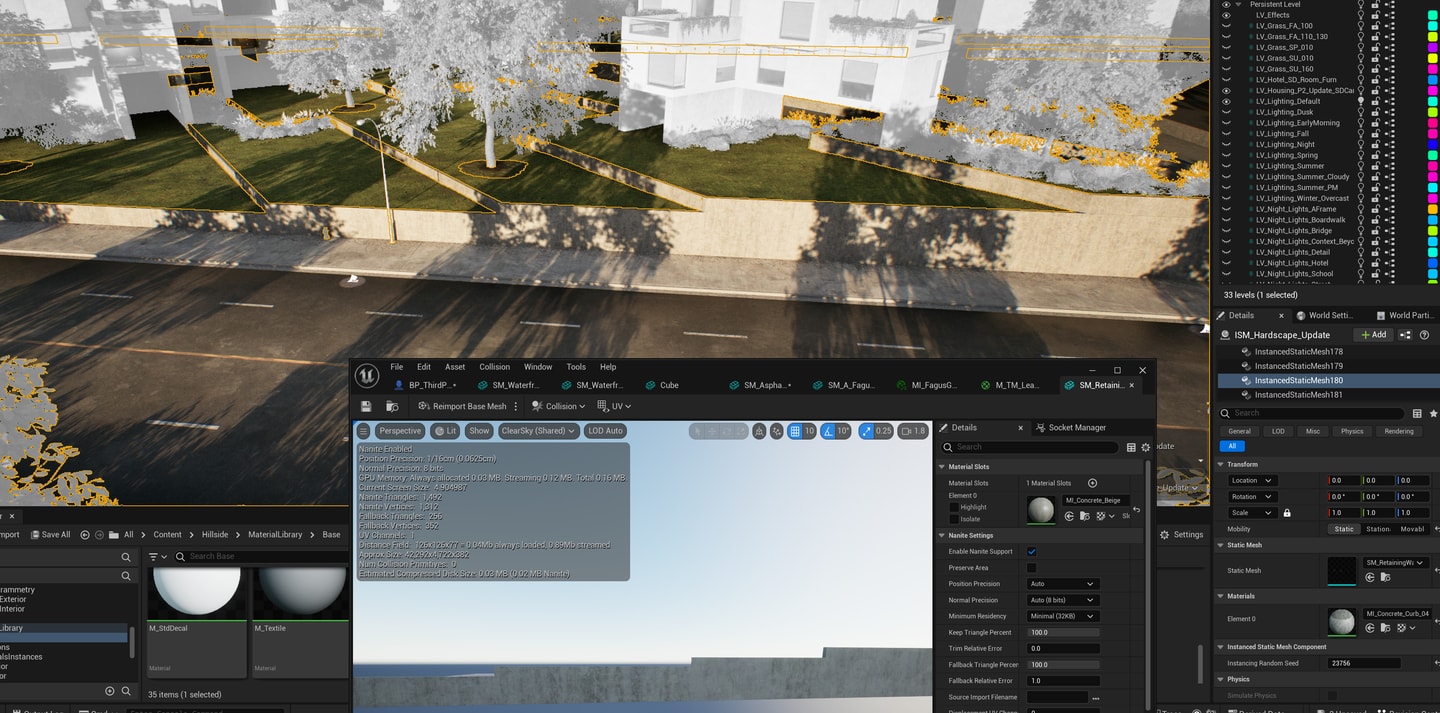 Persistent Level
LV_Effects
LV_Grass_FA_100
LV_Grass_FA_110_130
LV_Grass_SP_010
LV_Grass_SU_010
LV_Grass_SU_160
LV_Hotel_SD_Room_Furn
LV_Housing_P2_Update_SDCa
LV_Lighting_Default
LV_Lighting_Dusk
LV_Lighting_EarlyMorning
LV_Lighting_Fall
LV_Lighting_Night
LV_Lighting_Spring
LV_Lighting_Summer
LV_Lighting_Summer_Cloudy
LV_Lighting_Summer_PM
LV_Lighting_Winter_Overcast
LV_Night_Lights_AFrame
LV_Night_Lights_Boardwalk
LV_Night_Lights_Bridge
LV_Night_Lights_Context_Beyc
LV_Night_Lights_Detail
LV_Night_Lights_Hotel
LV_Night_Lights_School
33 levels (1 selected)
Details World Setti... World Parti...
ISM_Hardscape_Update Add
InstancedStaticMesh178
InstancedStaticMesh179
InstancedStaticMesh180
InstancedStaticMesh181
Search
General LOD Misc Physics Rendering
All
Transform
Location 0.0 0.0 0.0
Rotation 0.0° 0.0° 0.0°
Scale 1.0 1.0 1.0
Mobility Static Station. Movabl
Static Mesh
Static Mesh SM_RetainingWa
Materials
Element 0 MI_Concrete_Curb_04
Instanced Static Mesh Component
Instancing Random Seed 23756
Physics
Simulate Physics
File Edit Asset Collision Window Tools Help
BP_ThirdP...• SM_Waterfr... SM_Waterfr... Cube SM_Aspha...• SM_A_Fagu... MI_FagusG... M_TM_Lea... SM_Retaini...
Reimport Base Mesh Collision UV
Perspective Lit Show ClearSky (Shared) LOD Auto 10 10° 0.25 1.8
Nanite Enabled
Position Precision: 1/16cm (0.0625cm)
Normal Precision: 8 bits
GPU Memory: Always allocated 0.03 MB. Streaming 0.12 MB. Total 0.16 MB.
Current Screen Size: 4.904987
Nanite Triangles: 1,492
Nanite Vertices: 1,312
Fallback Triangles: 256
Fallback Vertices: 352
UV Channels: 1
Distance Field: 126x126x77 = 0.04Mb always loaded, 0.89Mb streamed
Approx Size: 42,292x4,722x382
Num Collision Primitives: 0
Estimated Compressed Disk Size: 0.03 MB (0.02 MB Nanite)
Details Socket Manager
Search
Material Slots
Material Slots 1 Material Slots
Element 0
Highlight
Isolate
MI_Concrete_Beige
Nanite Settings
Enable Nanite Support
Preserve Area
Position Precision Auto
Normal Precision Auto (8 bits)
Minimum Residency Minimal (32KB)
Keep Triangle Percent 100.0
Trim Relative Error 0.0
Fallback Triangle Percen 100.0
Fallback Relative Error 1.0
Source Import Filename
date
Update
Settings
mport Save All All Content Hillside MaterialLibrary Base
Search Base
rammetry
Exterior
Interior
ibrary
ons
alsInstances
M_StdDecal
Material
M_Textile
Material
35 items (1 selected)